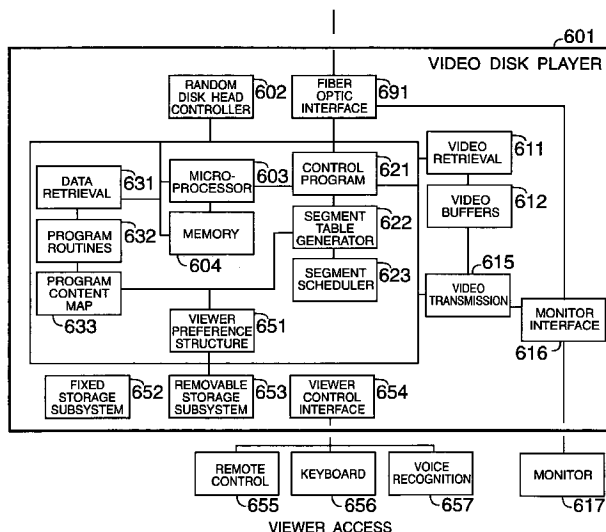 601
VIDEO DISK PLAYER
RANDOM
DISK HEAD
CONTROLLER
602
FIBER
OPTIC
INTERFACE
691
DATA
RETRIEVAL
631
MICRO-
PROCESSOR
603
CONTROL
PROGRAM
621
VIDEO
RETRIEVAL
611
PROGRAM
ROUTINES
632
MEMORY
604
SEGMENT
TABLE
GENERATOR
622
VIDEO
BUFFERS
612
PROGRAM
CONTENT
MAP
633
SEGMENT
SCHEDULER
623
615
VIDEO
TRANSMISSION
VIEWER
PREFERENCE
STRUCTURE
651
MONITOR
INTERFACE
616
FIXED
STORAGE
SUBSYSTEM
652
REMOVABLE
STORAGE
SUBSYSTEM
653
VIEWER
CONTROL
INTERFACE
654
REMOTE
CONTROL
655
KEYBOARD
656
VOICE
RECOGNITION
657
MONITOR
617
VIEWER ACCESS